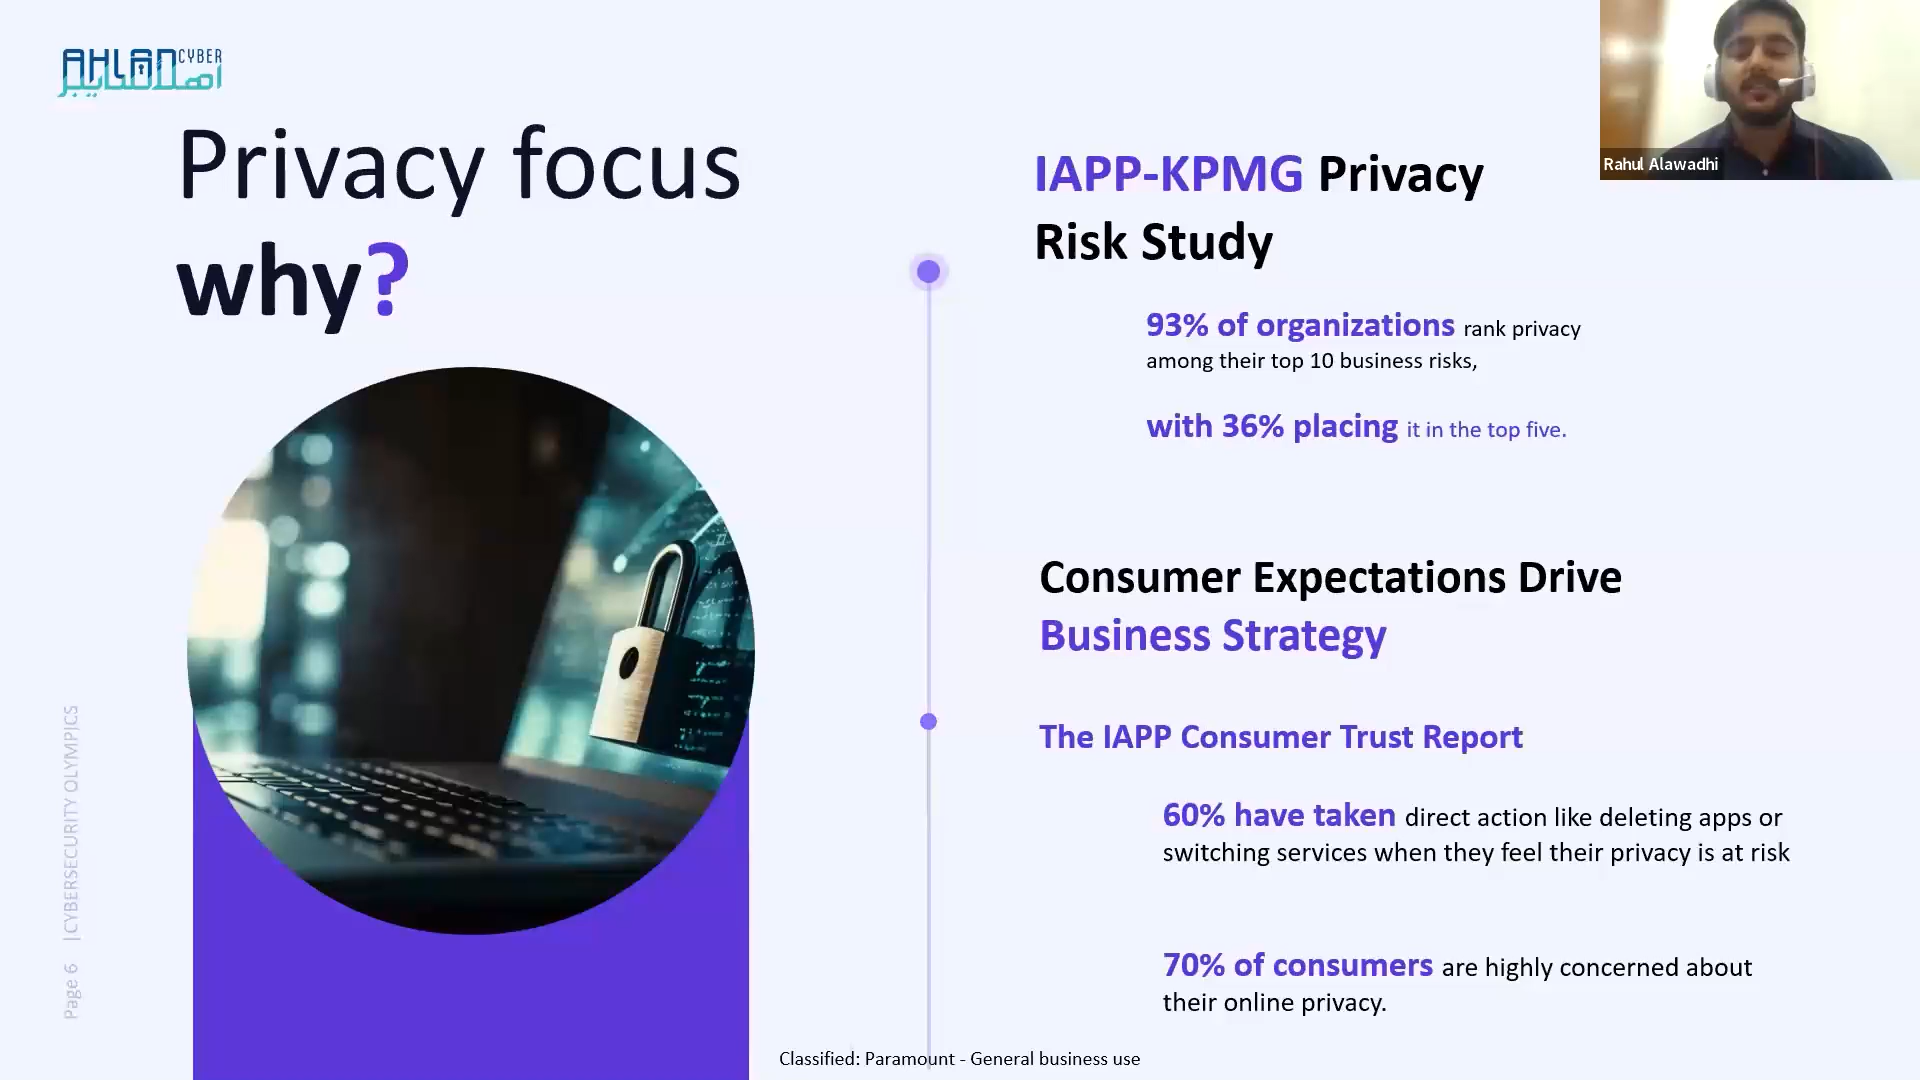 AHLAN CYBER
أهلا سايبر
Privacy focus
why?
IAPP-KPMG Privacy
Risk Study
93% of organizations rank privacy
among their top 10 business risks,
with 36% placing it in the top five.
Consumer Expectations Drive
Business Strategy
The IAPP Consumer Trust Report
60% have taken direct action like deleting apps or
switching services when they feel their privacy is at risk
70% of consumers are highly concerned about
their online privacy.
Rahul Alawadhi
Page 6 |CYBERSECURITY OLYMPICS
Classified: Paramount - General business use